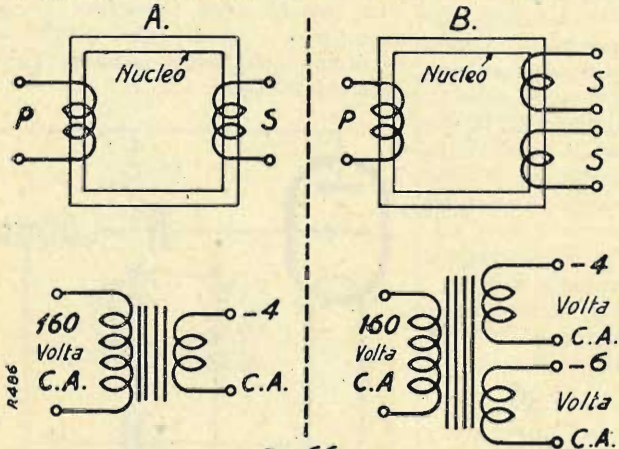 A.
B.
Nucleo
P
S
Nucleo
P
S
S
160
Volta
C.A.
-4
C.A.
160
Volta
C.A
-4
Volta
C.A.
-6
Volta
C.A.
R486